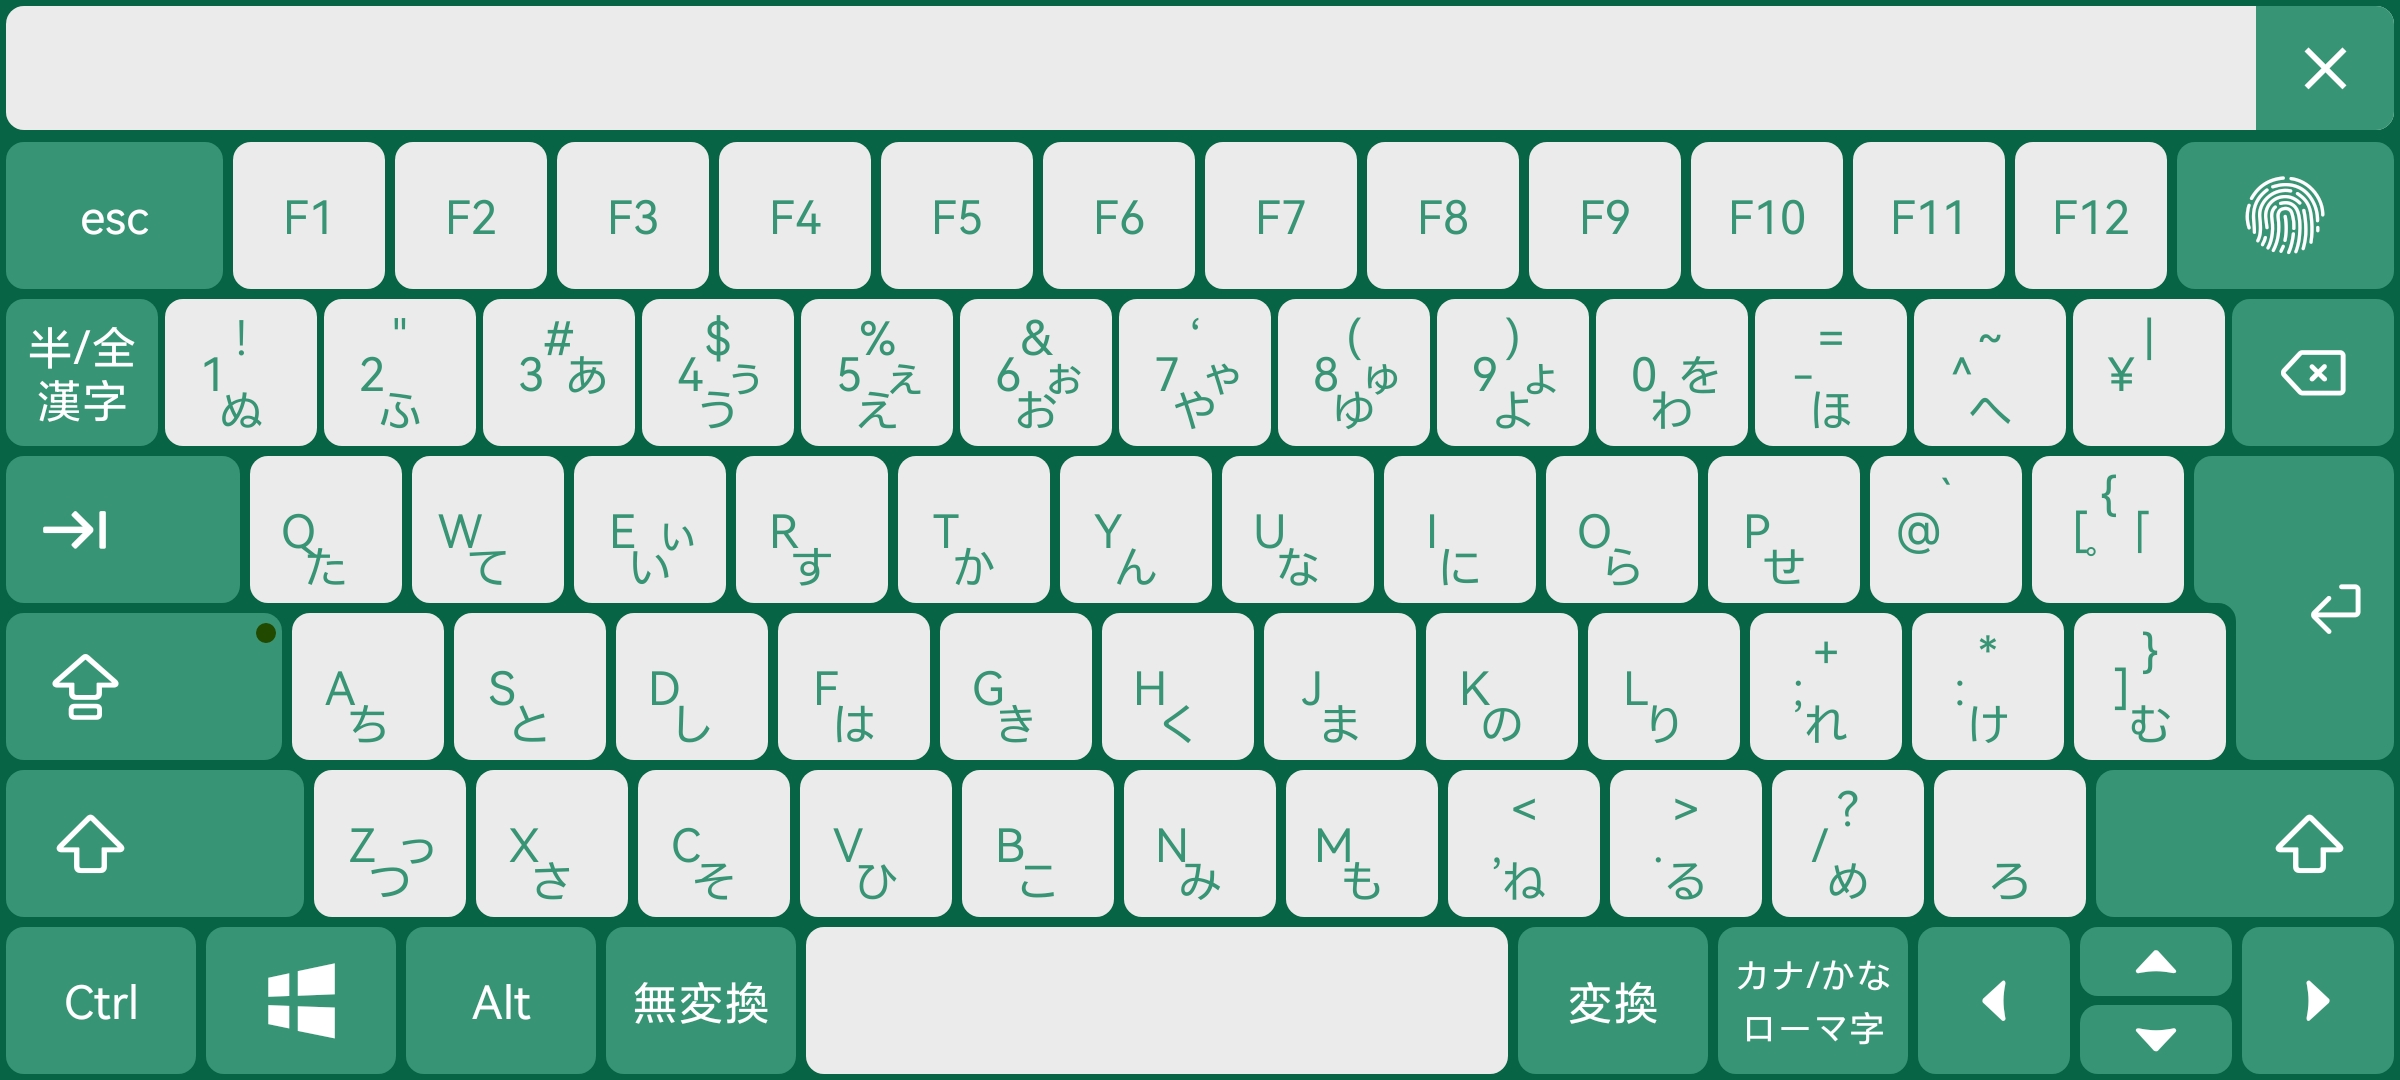 esc F1 F2 F3 F4 F5 F6 F7 F8 F9 F10 F11 F12
半/全 漢字 ! 1 ぬ " 2 ふ # 3 あ $ 4 ぅ う % 5 ぇ え & 6 ぉ お ‘ 7 ゃ や ( 8 ゅ ゆ ) 9 ょ よ 0 を わ = - ほ ~ ^ へ | ¥
Q た W て E ぃ い R す T か Y ん U な I に O ら P せ ` @ { [ ｢ 。
A ち S と D し F は G き H く J ま K の L り + ; れ * : け } ] む
Z っ つ X さ C そ V ひ B こ N み M も < , ね > . る ? / め ろ
Ctrl Alt 無変換 変換 カナ/かな ローマ字